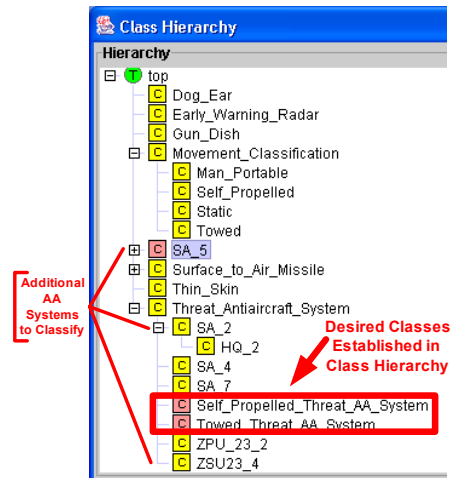 Class Hierarchy
Hierarchy
T top
C Dog_Ear
C Early_Warning_Radar
C Gun_Dish
C Movement_Classification
C Man_Portable
C Self_Propelled
C Static
C Towed
C SA_5
C Surface_to_Air_Missile
C Thin_Skin
C Threat_Antiaircraft_System
C SA_2
C HQ_2
C SA_4
C SA_7
C Self_Propelled_Threat_AA_System
C Towed_Threat_AA_System
C ZPU_23_2
C ZSU23_4
Additional
AA
Systems
to Classify
Desired Classes
Established in
Class Hierarchy